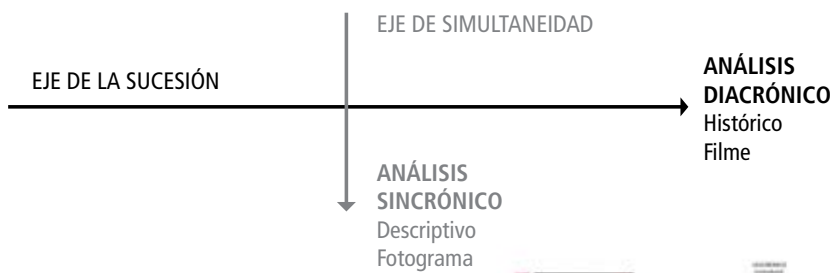 EJE DE SIMULTANEIDAD
EJE DE LA SUCESIÓN
ANÁLISIS
DIACRÓNICO
Histórico
Filme
ANÁLISIS
SINCRÓNICO
Descriptivo
Fotograma